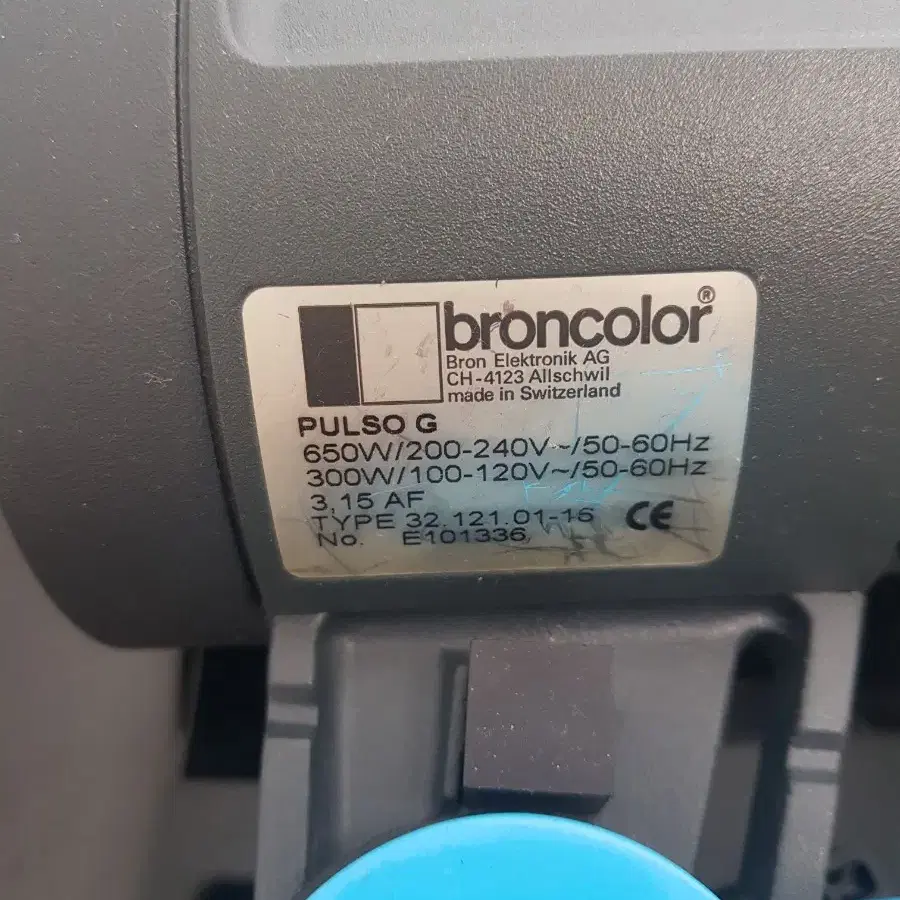 broncolor®
Bron Elektronik AG
CH-4123 Allschwil
made in Switzerland
PULSO G
650W/200-240V~/50-60Hz
300W/100-120V~/50-60Hz
3,15 AF
TYPE 32.121.01-16 CE
No. E101336